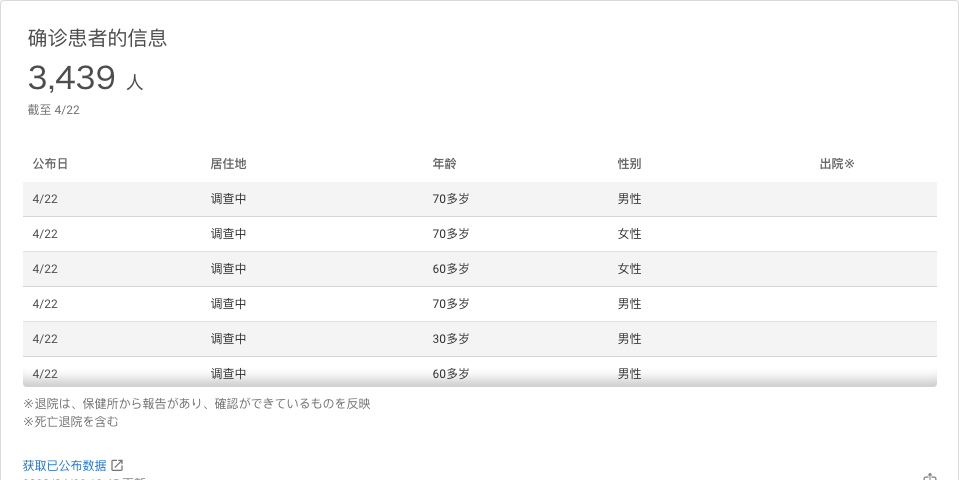 确诊患者的信息
3,439 人
截至 4/22
公布日 居住地 年龄 性别 出院※
4/22 调查中 70多岁 男性
4/22 调查中 70多岁 女性
4/22 调查中 60多岁 女性
4/22 调查中 70多岁 男性
4/22 调查中 30多岁 男性
4/22 调查中 60多岁 男性
※退院は、保健所から報告があり、確認ができているものを反映
※死亡退院を含む
获取已公布数据